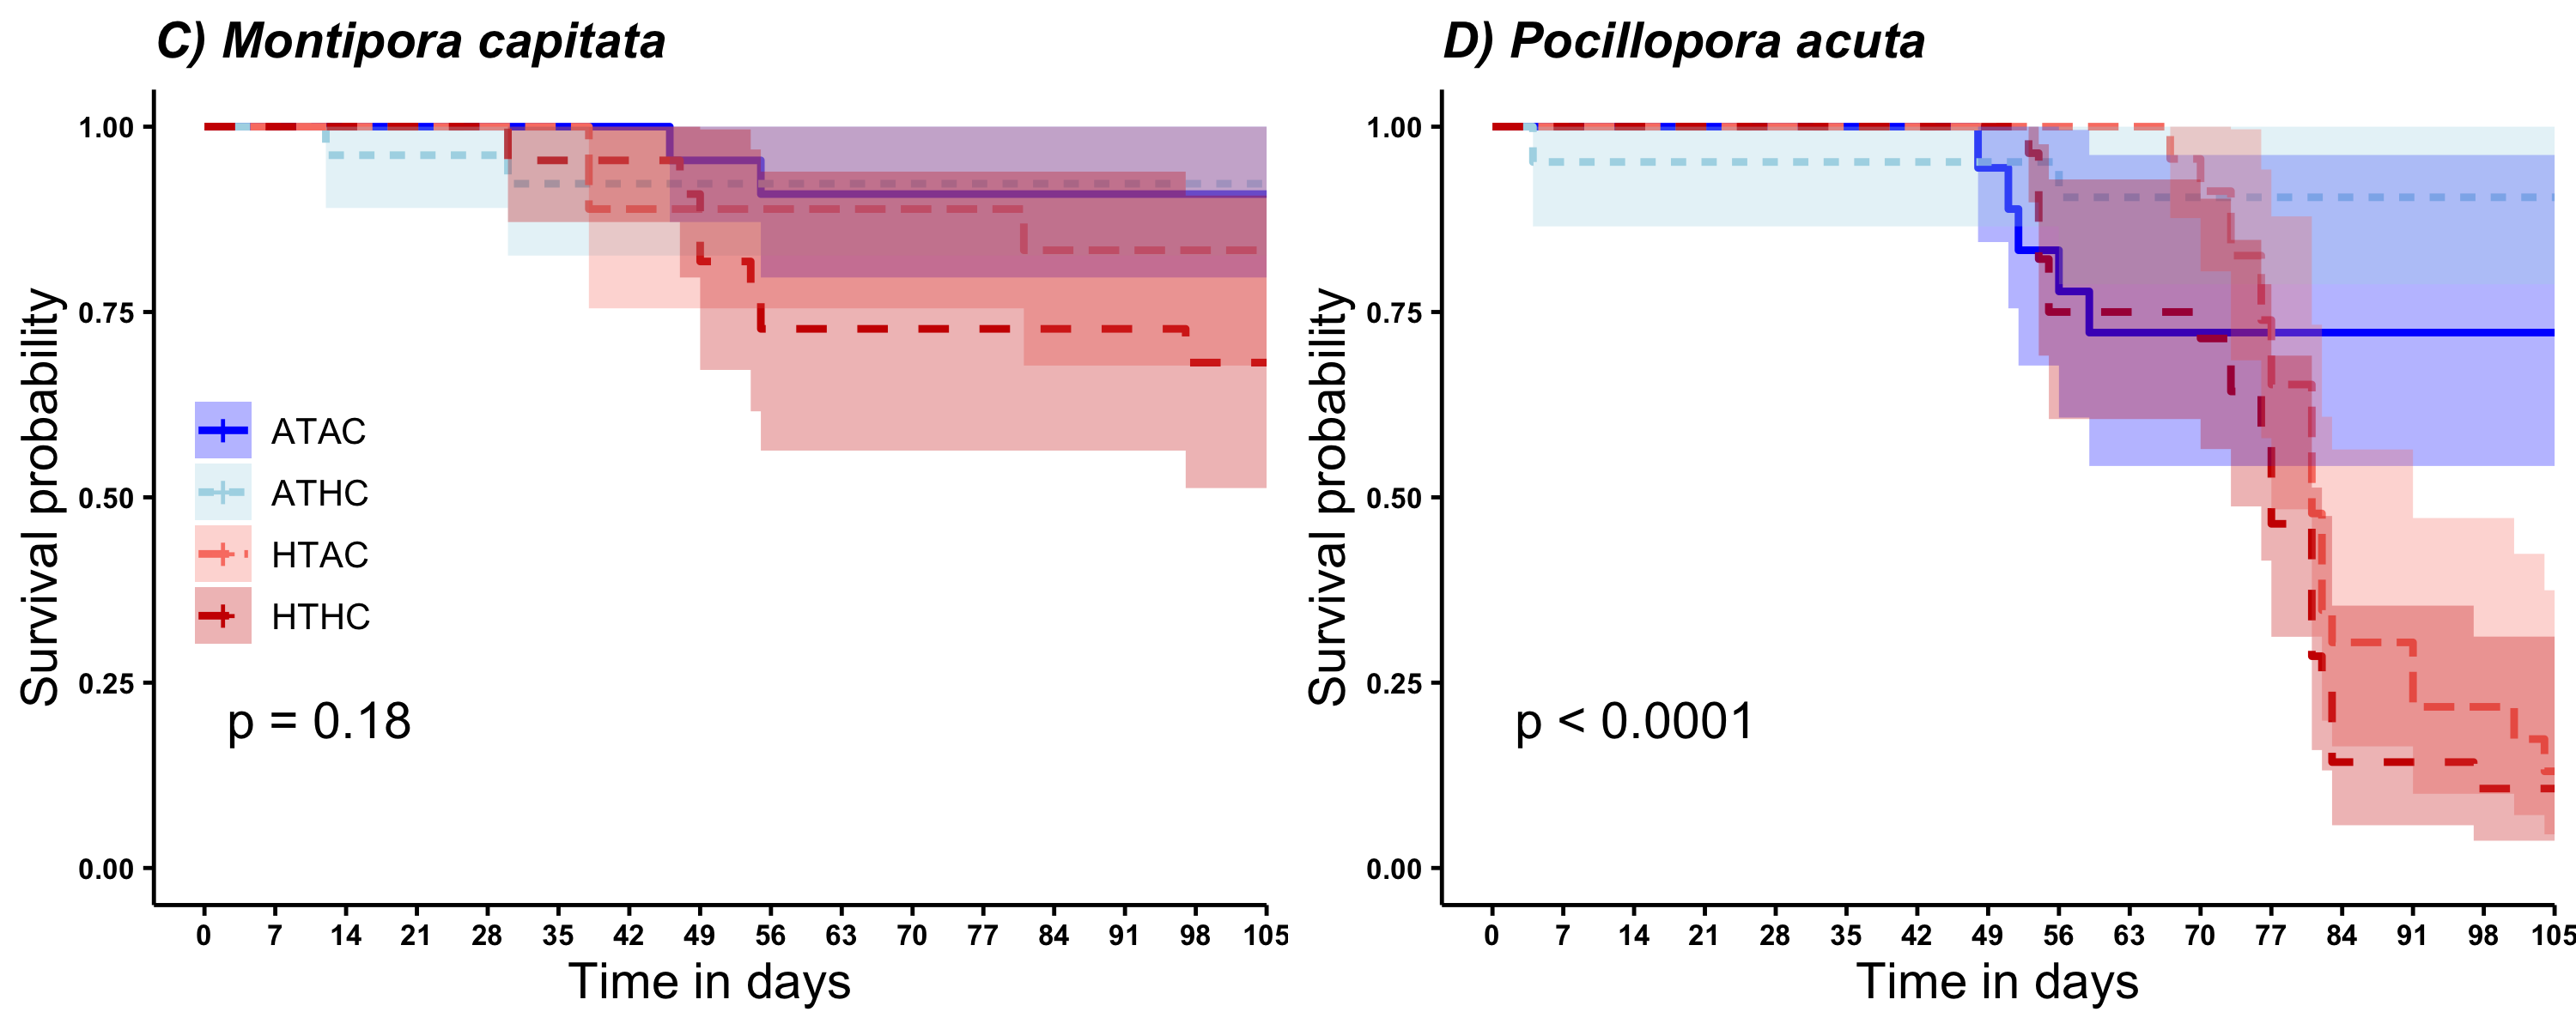 C) Montipora capitata
Survival probability
1.00
0.75
0.50
0.25
0.00
ATAC
ATHC
HTAC
HTHC
p = 0.18
0 7 14 21 28 35 42 49 56 63 70 77 84 91 98 105
Time in days
D) Pocillopora acuta
Survival probability
1.00
0.75
0.50
0.25
0.00
p < 0.0001
0 7 14 21 28 35 42 49 56 63 70 77 84 91 98 105
Time in days